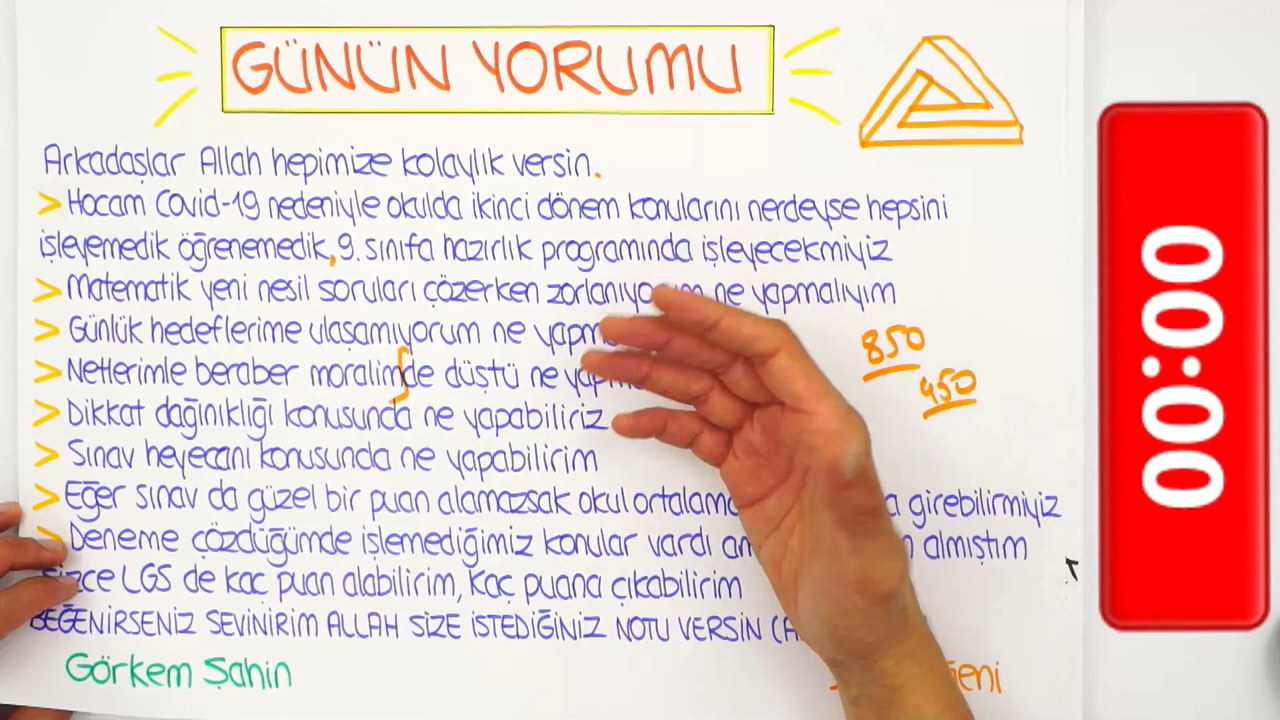 GÜNÜN YORUMU
Arkadaşlar Allah hepimize kolaylık versin.
> Hocam Covid-19 nedeniyle okulda ikinci dönem konularını nerdeyse hepsini
işleyemedik öğrenemedik, 9. sınıfa hazırlık programında işleyecekmiyiz
> Matematik yeni nesil soruları çözerken ne yapmalıyım
> Günlük hedeflerime ulaşamıyorum ne
850
> Netlerimle beraber moralimde düştü ne
450
> Dikkat dağınıklığı konusunda ne yapabiliriz
> Sınav heyecanı konusunda ne yapabilirim
> Eğer sınav da güzel bir puan alamazsak okul girebilirmiyiz
> Deneme çözdüğümde işlemediğimiz konular vardı almıştım
LGS de kaç puan alabilirim, Kaç puana çıkabilirim
BEĞENİRSENİZ SEVİNİRİM ALLAH SİZE İSTEDİĞİNİZ NOTU VERSİN
Görkem Şahin
00:00